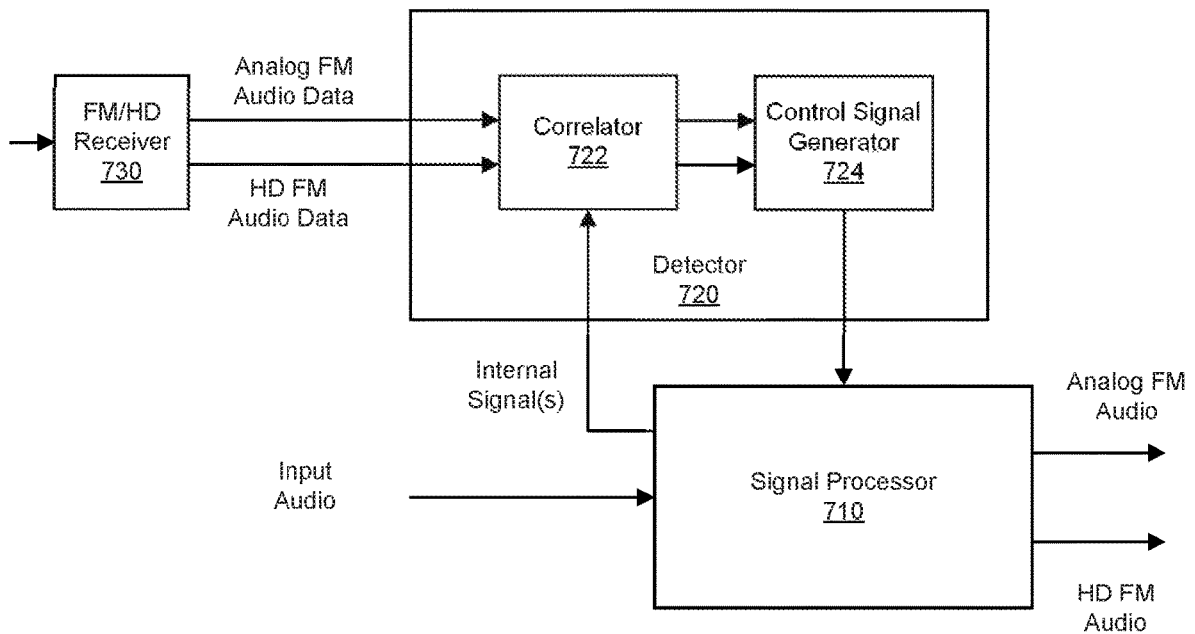 Analog FM
Audio Data
FM/HD
Receiver
730
HD FM
Audio Data
Correlator
722
Control Signal
Generator
724
Detector
720
Internal
Signal(s)
Input
Audio
Signal Processor
710
Analog FM
Audio
HD FM
Audio